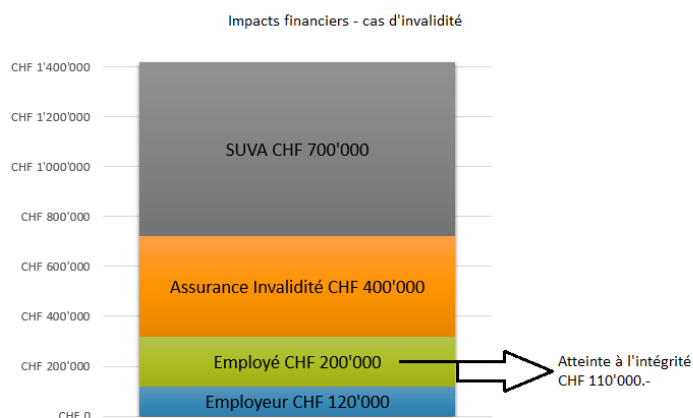 Impacts financiers - cas d'invalidité
CHF 1'400'000
CHF 1'200'000
CHF 1'000'000
CHF 800'000
CHF 600'000
CHF 400'000
CHF 200'000
CHF 0
SUVA CHF 700'000
Assurance Invalidité CHF 400'000
Employé CHF 200'000
Employeur CHF 120'000
Atteinte à l'intégrité
CHF 110'000.-